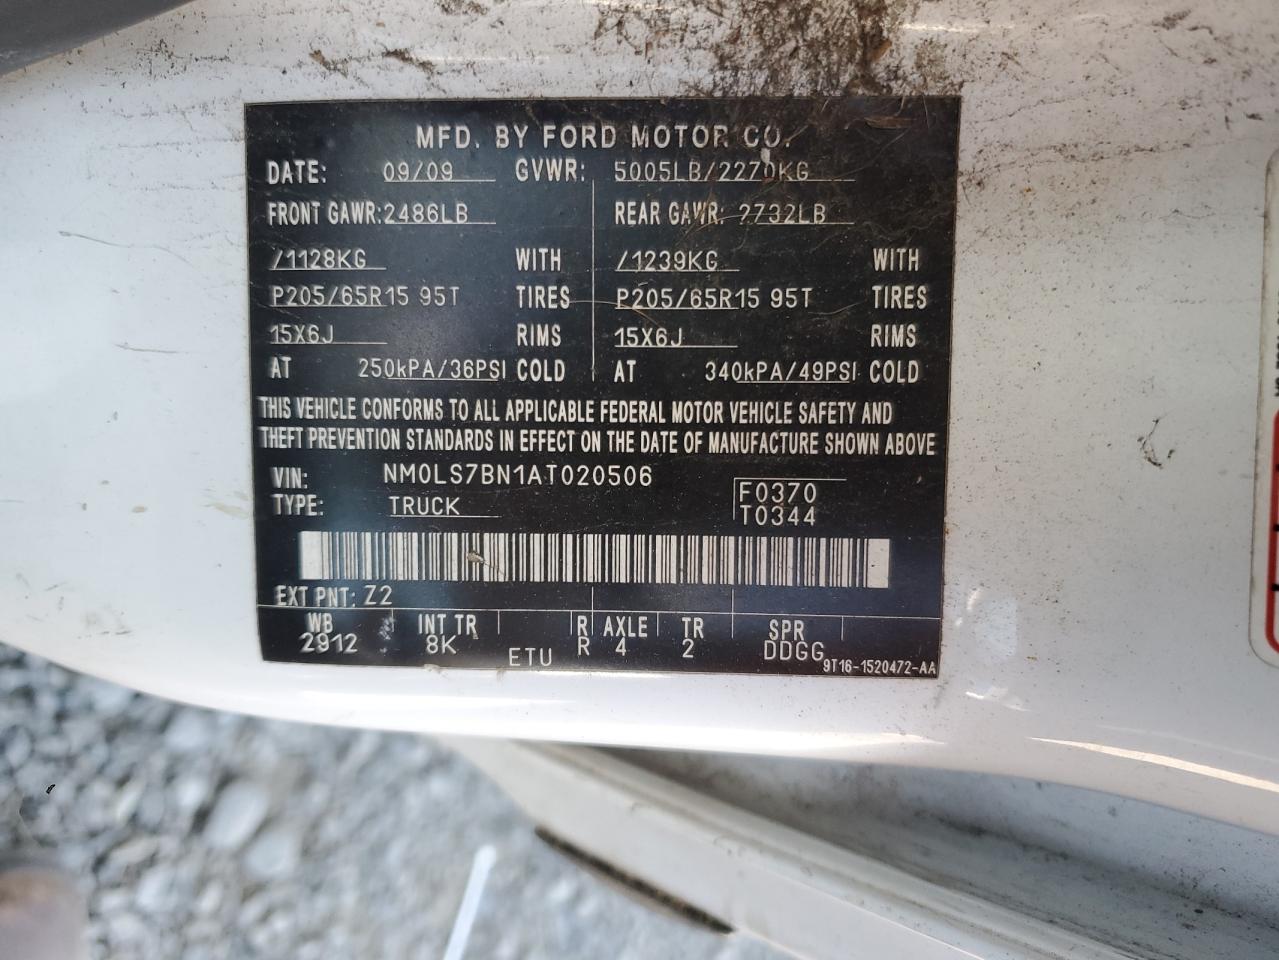 MFD. BY FORD MOTOR CO.
DATE: 09/09 GVWR: 5005LB/2270KG
FRONT GAWR: 2486LB REAR GAWR: 2732LB
/1128KG WITH /1239KG WITH
P205/65R15 95T TIRES P205/65R15 95T TIRES
15X6J RIMS 15X6J RIMS
AT 250kPA/36PSI COLD AT 340kPA/49PSI COLD
THIS VEHICLE CONFORMS TO ALL APPLICABLE FEDERAL MOTOR VEHICLE SAFETY AND
THEFT PREVENTION STANDARDS IN EFFECT ON THE DATE OF MANUFACTURE SHOWN ABOVE
VIN: NM0LS7BN1AT020506
TYPE: TRUCK
F0370
T0344
EXT PNT: Z2
WB INT TR R AXLE TR SPR
2912 8K ETU R 4 2 DDGG
9T16-1520472-AA